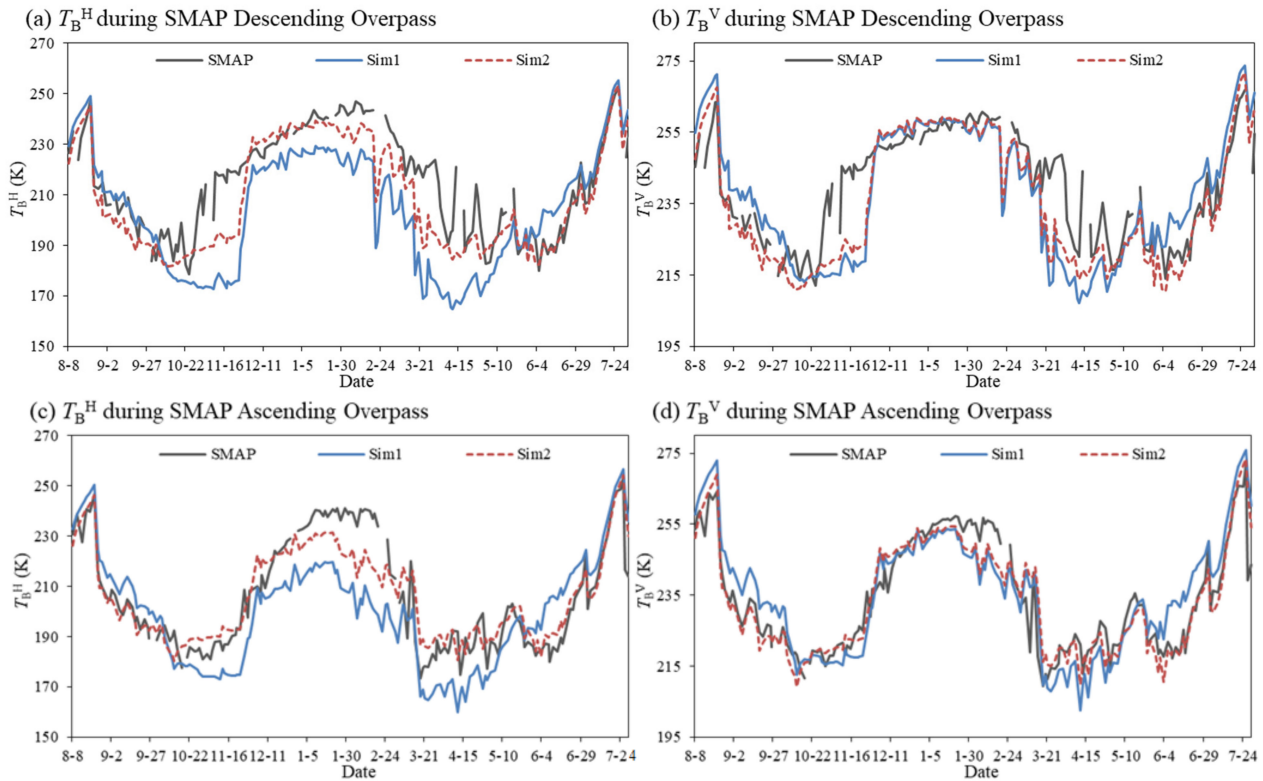 (a) T_B^H during SMAP Descending Overpass
270
250
230
210
190
170
150
T_B^H (K)
SMAP Sim1 Sim2
8-8 9-2 9-27 10-22 11-16 12-11 1-5 1-30 2-24 3-21 4-15 5-10 6-4 6-29 7-24
Date
(b) T_B^V during SMAP Descending Overpass
275
255
235
215
195
T_B^V (K)
SMAP Sim1 Sim2
8-8 9-2 9-27 10-22 11-16 12-11 1-5 1-30 2-24 3-21 4-15 5-10 6-4 6-29 7-24
Date
(c) T_B^H during SMAP Ascending Overpass
270
250
230
210
190
170
150
T_B^H (K)
SMAP Sim1 Sim2
8-8 9-2 9-27 10-22 11-16 12-11 1-5 1-30 2-24 3-21 4-15 5-10 6-4 6-29 7-24
Date
(d) T_B^V during SMAP Ascending Overpass
275
255
235
215
195
T_B^V (K)
SMAP Sim1 Sim2
8-8 9-2 9-27 10-22 11-16 12-11 1-5 1-30 2-24 3-21 4-15 5-10 6-4 6-29 7-24
Date